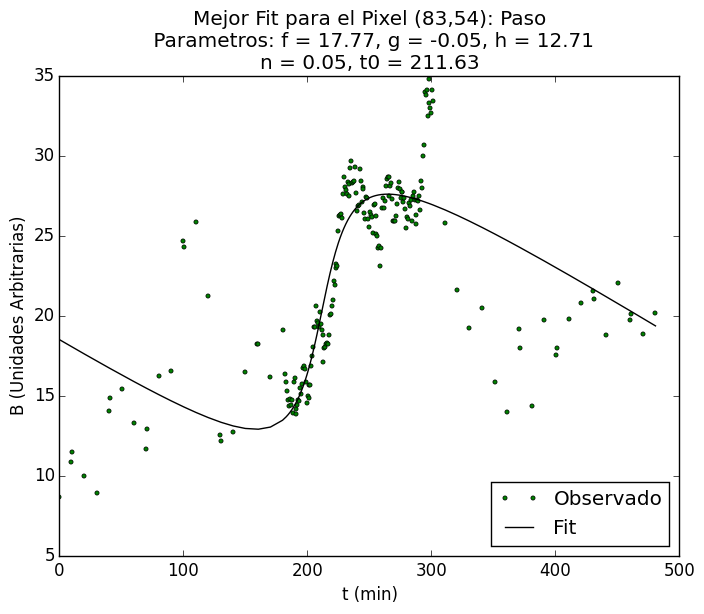 Mejor Fit para el Pixel (83,54): Paso
Parametros: f = 17.77, g = -0.05, h = 12.71
n = 0.05, t0 = 211.63
35
30
25
20
15
10
5
B (Unidades Arbitrarias)
Observado
Fit
0 100 200 300 400 500
t (min)